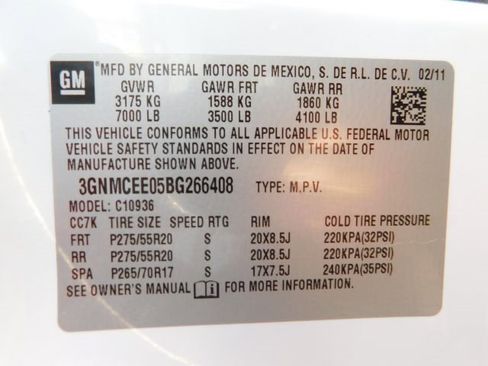 GM
®MFD BY GENERAL MOTORS DE MEXICO, S. DE R.L. DE C.V. 02/11
GVWR GAWR FRT GAWR RR
3175 KG 1588 KG 1860 KG
7000 LB 3500 LB 4100 LB
THIS VEHICLE CONFORMS TO ALL APPLICABLE U.S. FEDERAL MOTOR
VEHICLE SAFETY STANDARDS IN EFFECT ON THE DATE OF
MANUFACTURE SHOWN ABOVE.
3GNMCEE05BG266408 TYPE: M.P.V.
MODEL: C10936
CC7K TIRE SIZE SPEED RTG RIM COLD TIRE PRESSURE
FRT P275/55R20 S 20X8.5J 220KPA(32PSI)
RR P275/55R20 S 20X8.5J 220KPA(32PSI)
SPA P265/70R17 S 17X7.5J 240KPA(35PSI)
SEE OWNER'S MANUAL FOR MORE INFORMATION.